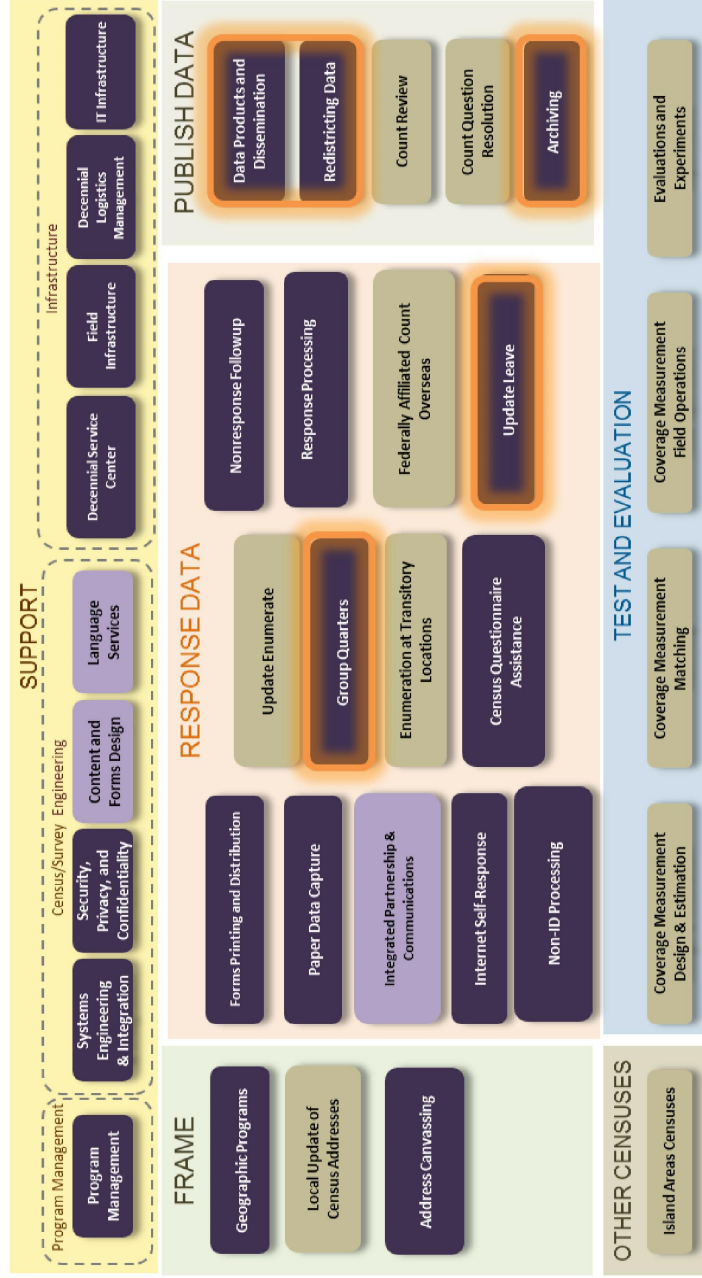 SUPPORT
Program Management
Program
Management
Census/Survey Engineering
Systems
Engineering
& Integration
Security,
Privacy, and
Confidentiality
Content and
Forms Design
Language
Services
Infrastructure
Decennial Service
Center
Field
Infrastructure
Decennial
Logistics
Management
IT Infrastructure
FRAME
Geographic Programs
Local Update of
Census Addresses
Address Canvassing
RESPONSE DATA
Forms Printing and Distribution
Paper Data Capture
Integrated Partnership &
Communications
Internet Self-Response
Non-ID Processing
Update Enumerate
Group Quarters
Enumeration at Transitory
Locations
Census Questionnaire
Assistance
Nonresponse Followup
Response Processing
Federally Affiliated Count
Overseas
Update Leave
PUBLISH DATA
Data Products and
Dissemination
Redistricting Data
Count Review
Count Question
Resolution
Archiving
OTHER CENSUSES
Island Areas Censuses
TEST AND EVALUATION
Coverage Measurement
Design & Estimation
Coverage Measurement
Matching
Coverage Measurement
Field Operations
Evaluations and
Experiments